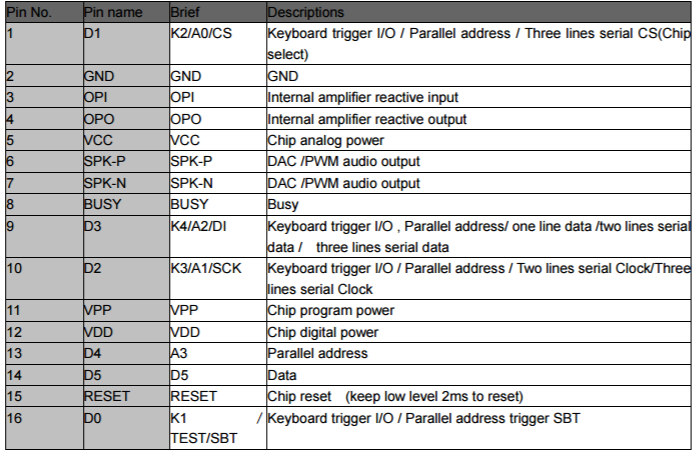 Pin No. Pin name Brief Descriptions
1 D1 K2/A0/CS Keyboard trigger I/O / Parallel address / Three lines serial CS(Chip
select)
2 GND GND GND
3 OPI OPI Internal amplifier reactive input
4 OPO OPO Internal amplifier reactive output
5 VCC VCC Chip analog power
6 SPK-P SPK-P DAC /PWM audio output
7 SPK-N SPK-N DAC /PWM audio output
8 BUSY BUSY Busy
9 D3 K4/A2/DI Keyboard trigger I/O , Parallel address/ one line data /two lines serial
data / three lines serial data
10 D2 K3/A1/SCK Keyboard trigger I/O / Parallel address / Two lines serial Clock/Three
lines serial Clock
11 VPP VPP Chip program power
12 VDD VDD Chip digital power
13 D4 A3 Parallel address
14 D5 D5 Data
15 RESET RESET Chip reset (keep low level 2ms to reset)
16 D0 K1 / Keyboard trigger I/O / Parallel address trigger SBT
TEST/SBT